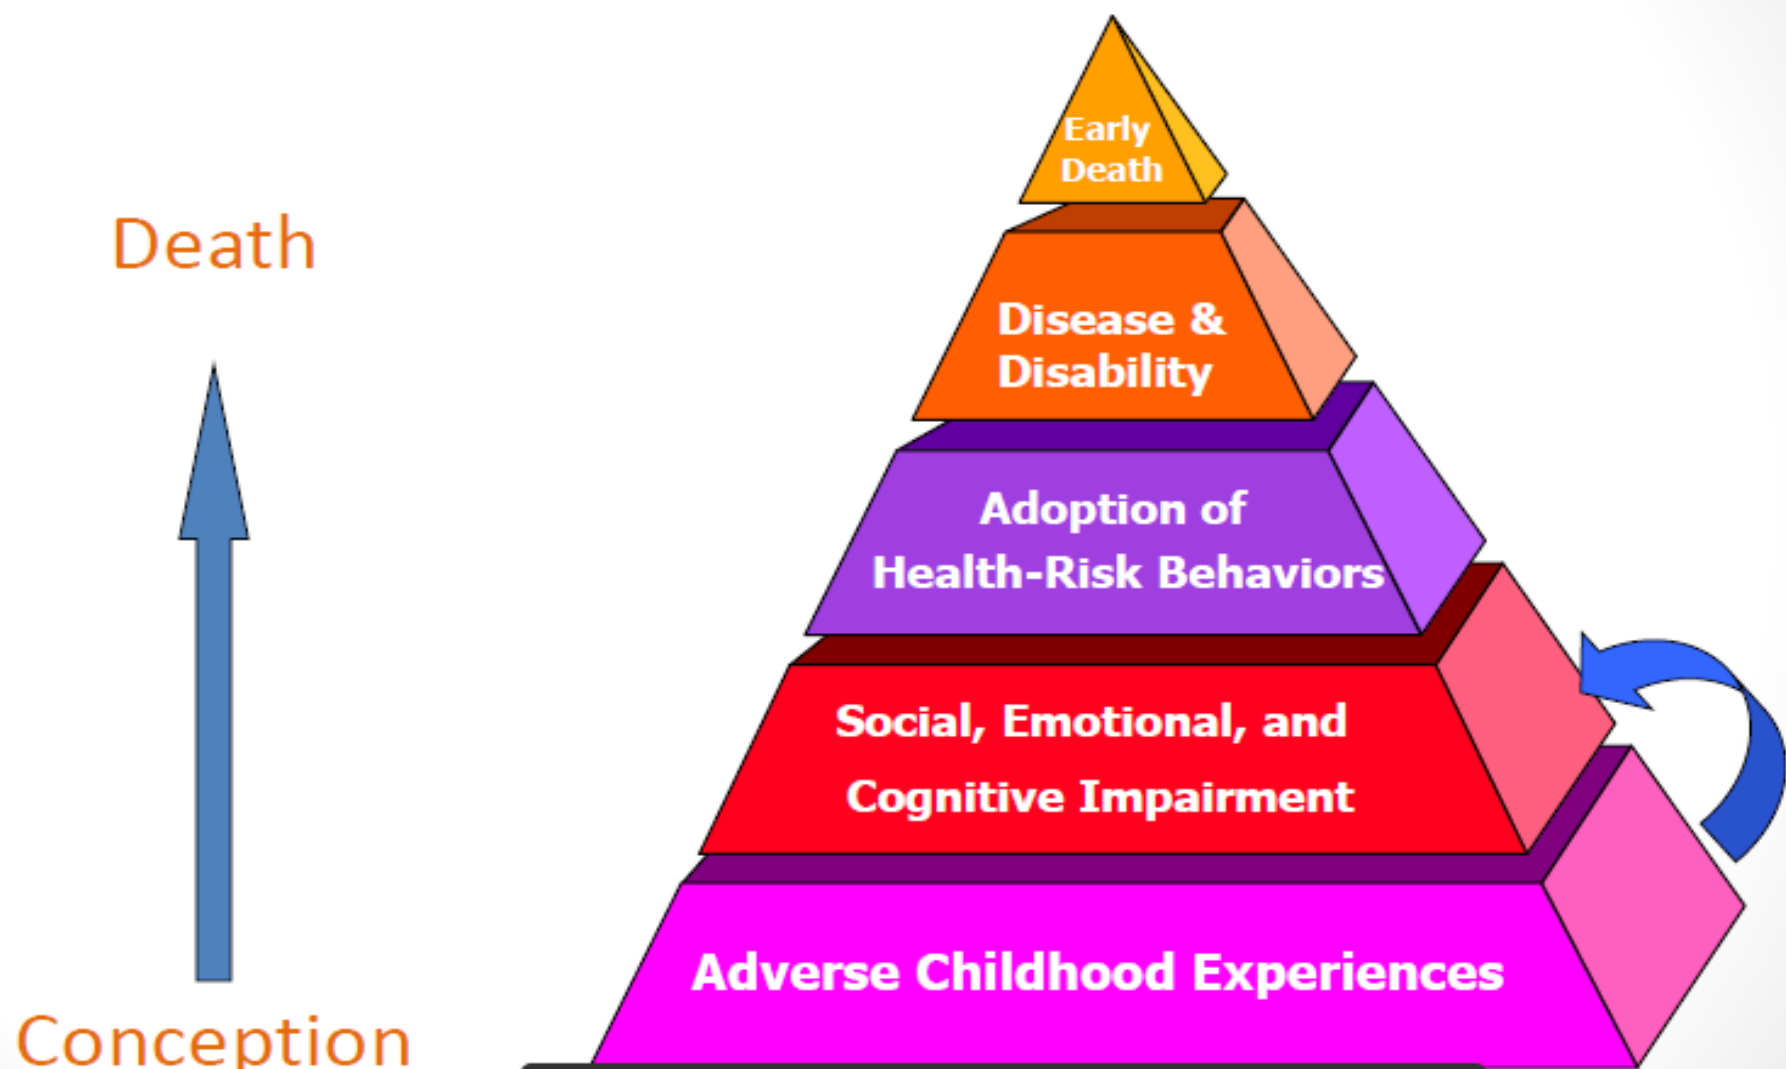 Early
Death
Death
Disease &
Disability
Adoption of
Health-Risk Behaviors
Social, Emotional, and
Cognitive Impairment
Adverse Childhood Experiences
Conception